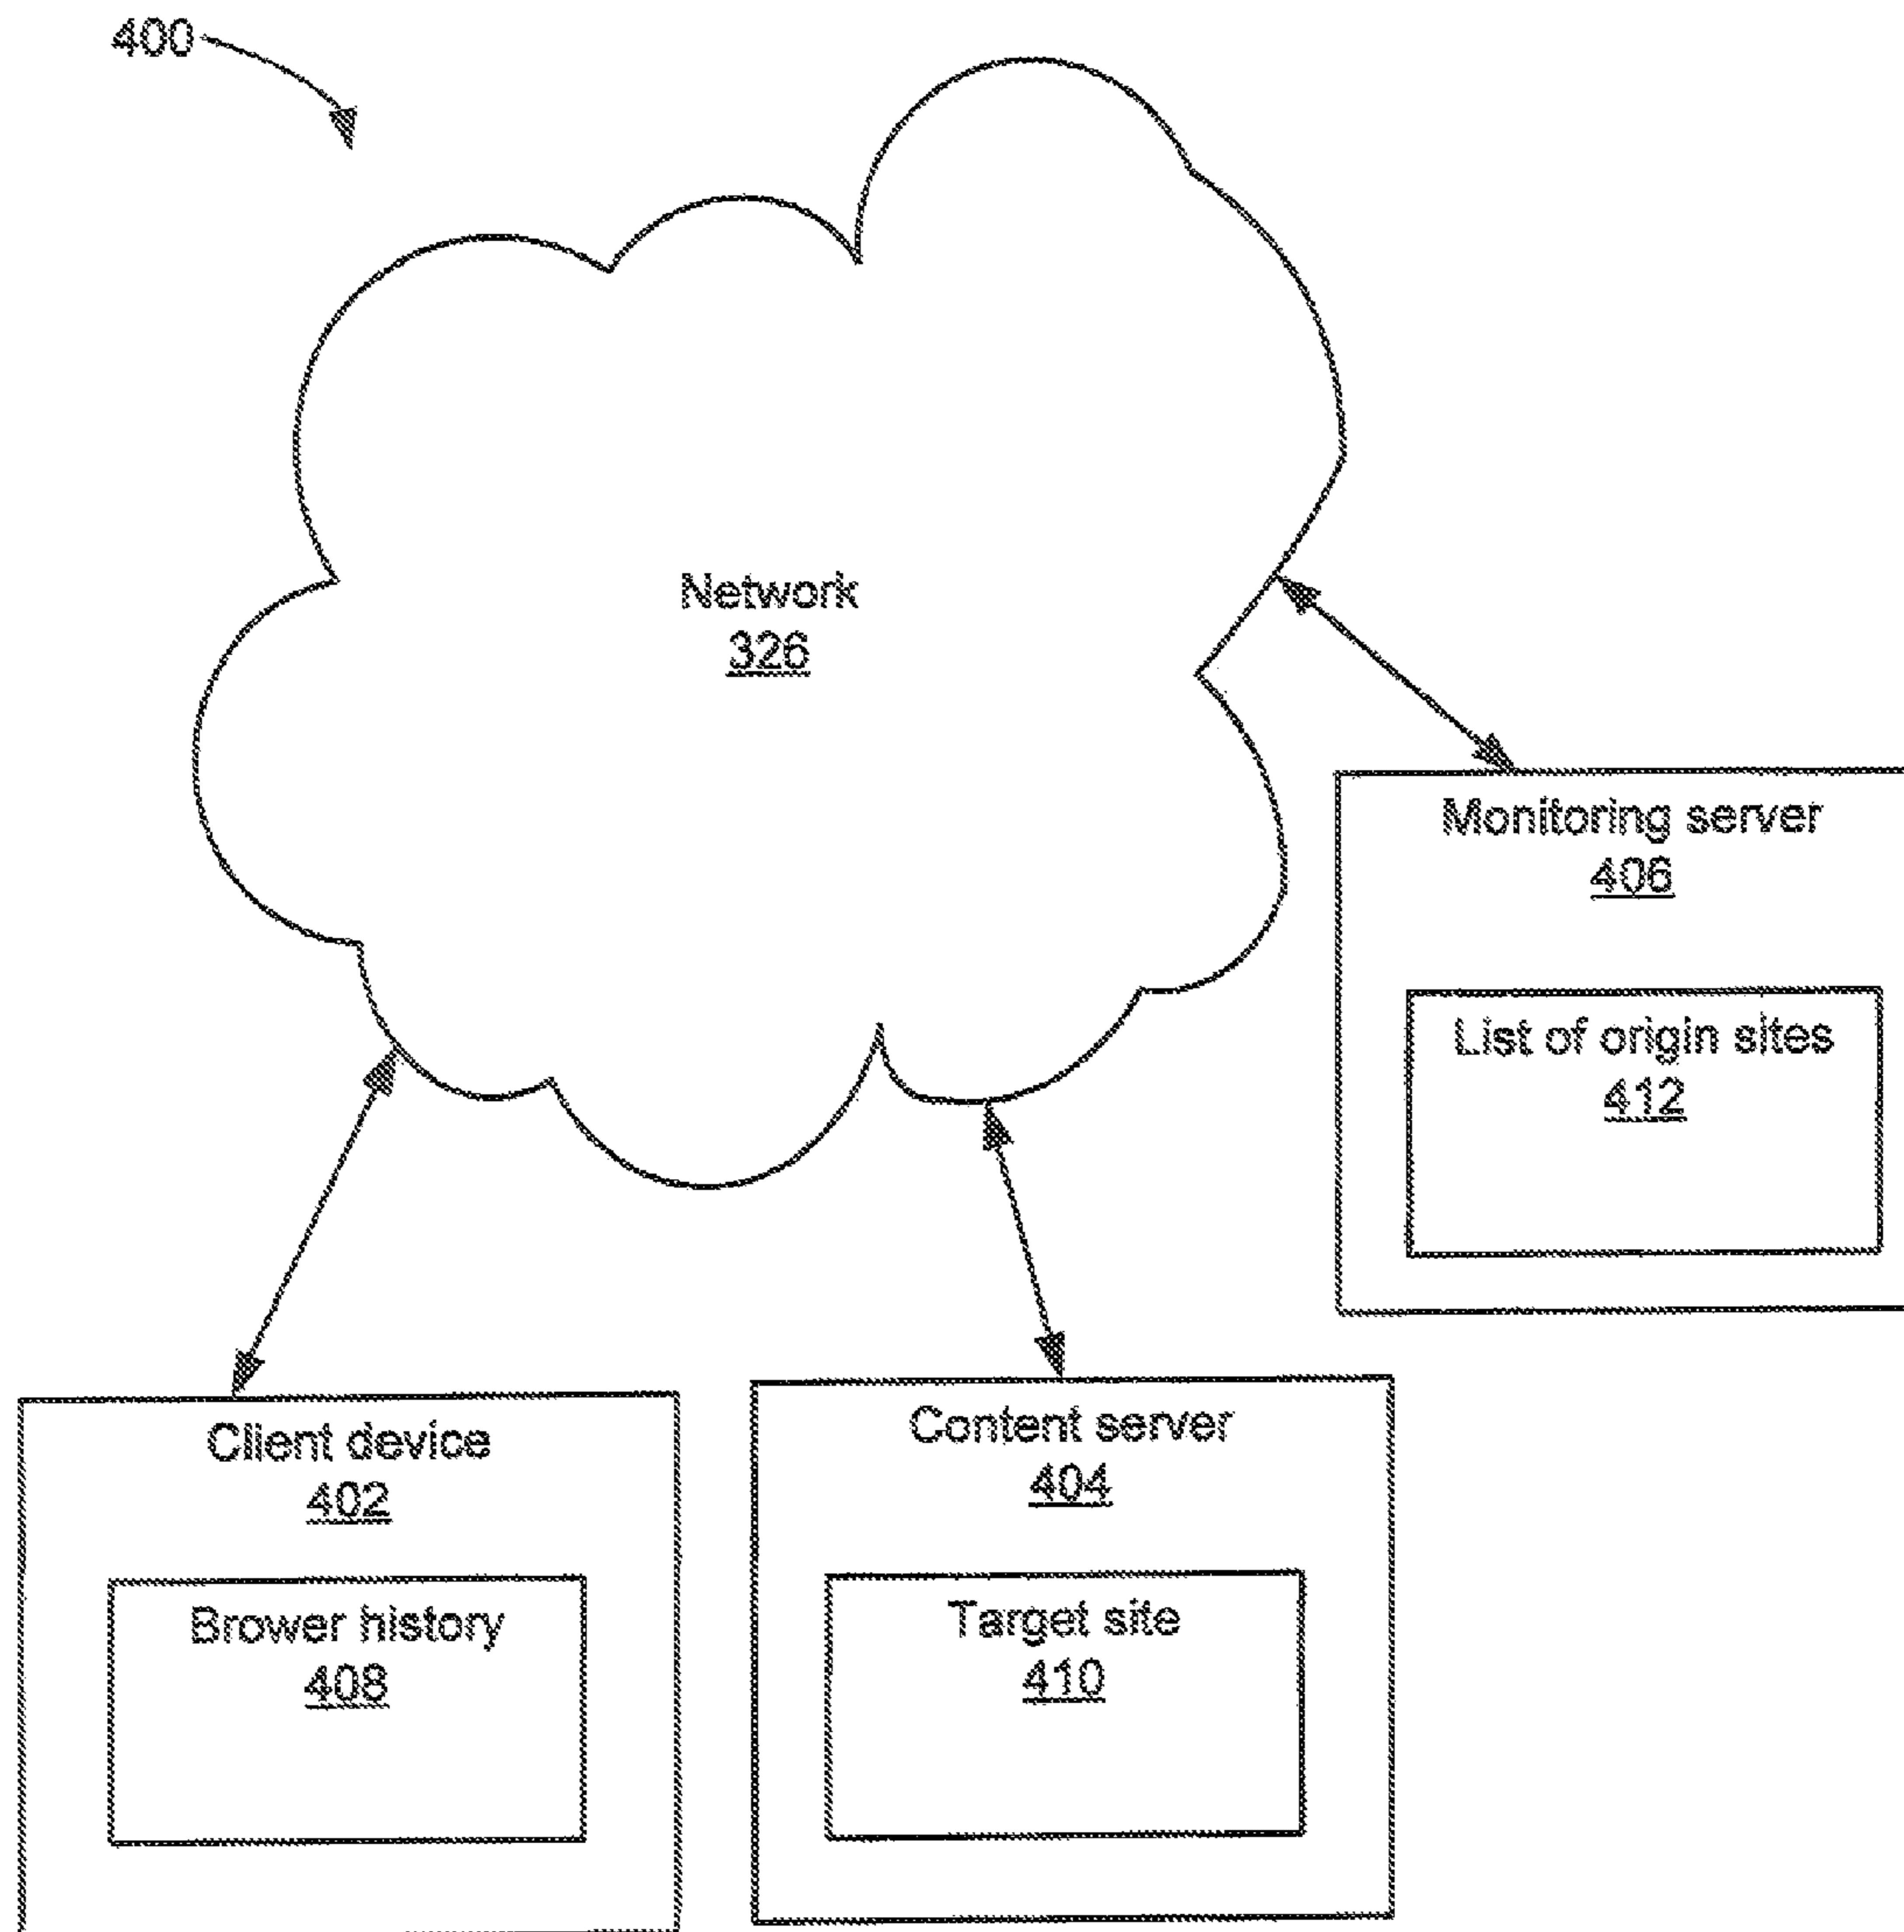 400
Network
326
Monitoring server
406
List of origin sites
412
Client device
402
Brower history
408
Content server
404
Target site
410